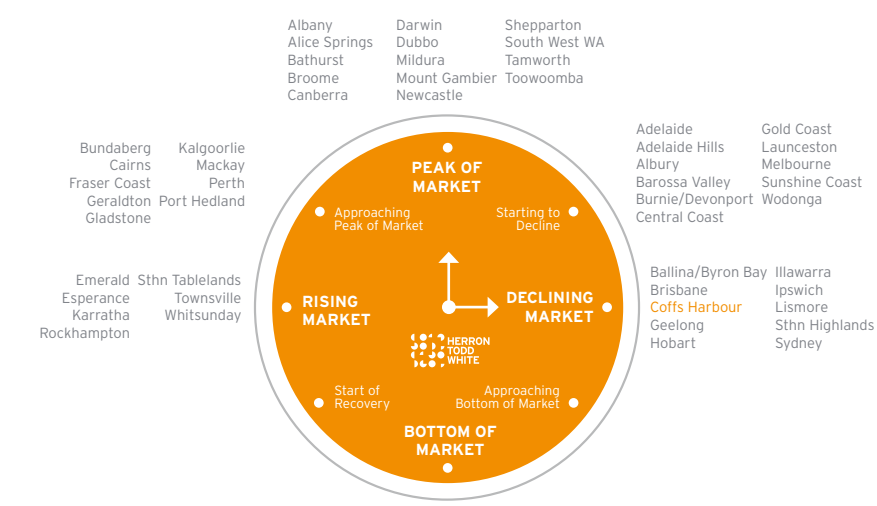 Albany
Alice Springs
Bathurst
Broome
Canberra
Darwin
Dubbo
Mildura
Mount Gambier
Newcastle
Shepparton
South West WA
Tamworth
Toowoomba
Bundaberg
Cairns
Fraser Coast
Geraldton
Gladstone
Kalgoorlie
Mackay
Perth
Port Hedland
Adelaide
Adelaide Hills
Albury
Barossa Valley
Burnie/Devonport
Central Coast
Gold Coast
Launceston
Melbourne
Sunshine Coast
Wodonga
PEAK OF
MARKET
Approaching
Peak of Market
Starting to
Decline
Emerald
Esperance
Karratha
Rockhampton
Sthn Tablelands
Townsville
Whitsunday
RISING
MARKET
DECLINING
MARKET
Ballina/Byron Bay
Brisbane
Coffs Harbour
Geelong
Hobart
Illawarra
Ipswich
Lismore
Sthn Highlands
Sydney
HERRON
TODD
WHITE
Start of
Recovery
Approaching
Bottom of Market
BOTTOM OF
MARKET